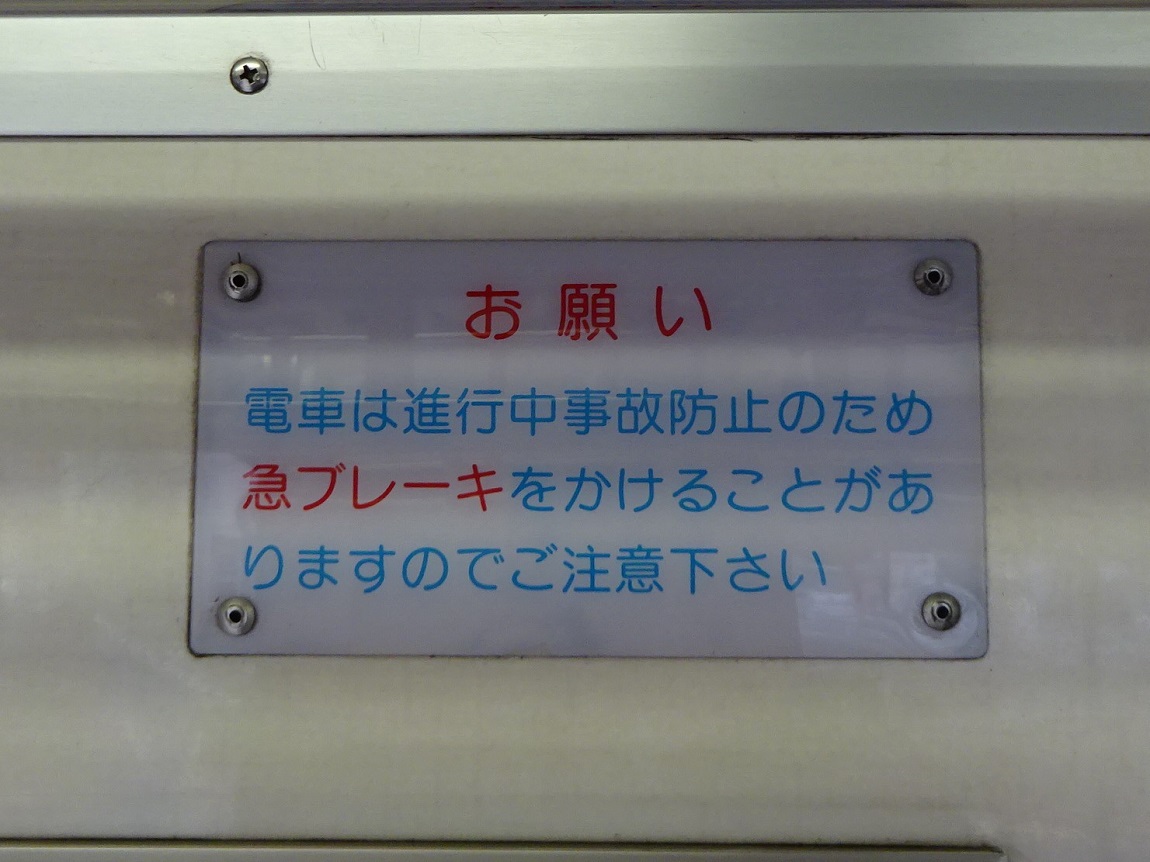 お願い
電車は進行中事故防止のため
急ブレーキをかけることがあ
りますのでご注意下さい